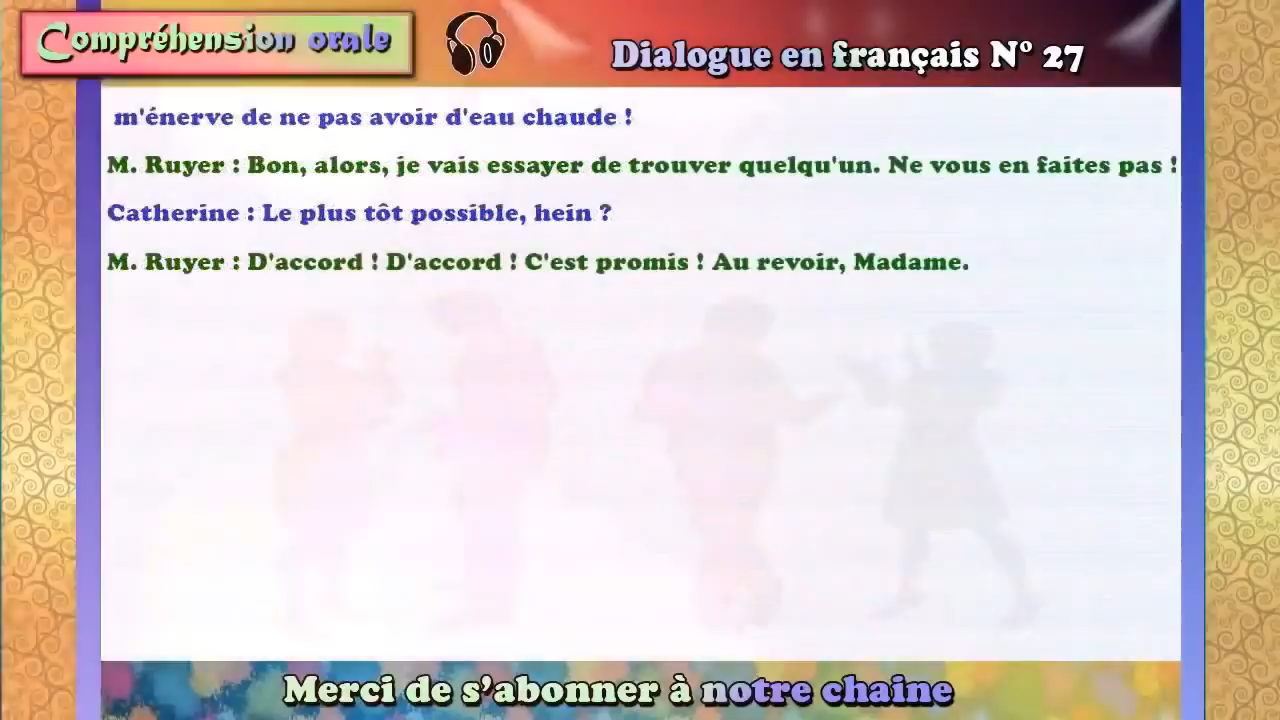 Compréhension orale
Dialogue en français N° 27
m'énerve de ne pas avoir d'eau chaude !
M. Ruyer : Bon, alors, je vais essayer de trouver quelqu'un. Ne vous en faites pas !
Catherine : Le plus tôt possible, hein ?
M. Ruyer : D'accord ! D'accord ! C'est promis ! Au revoir, Madame.
Merci de s’abonner à notre chaine